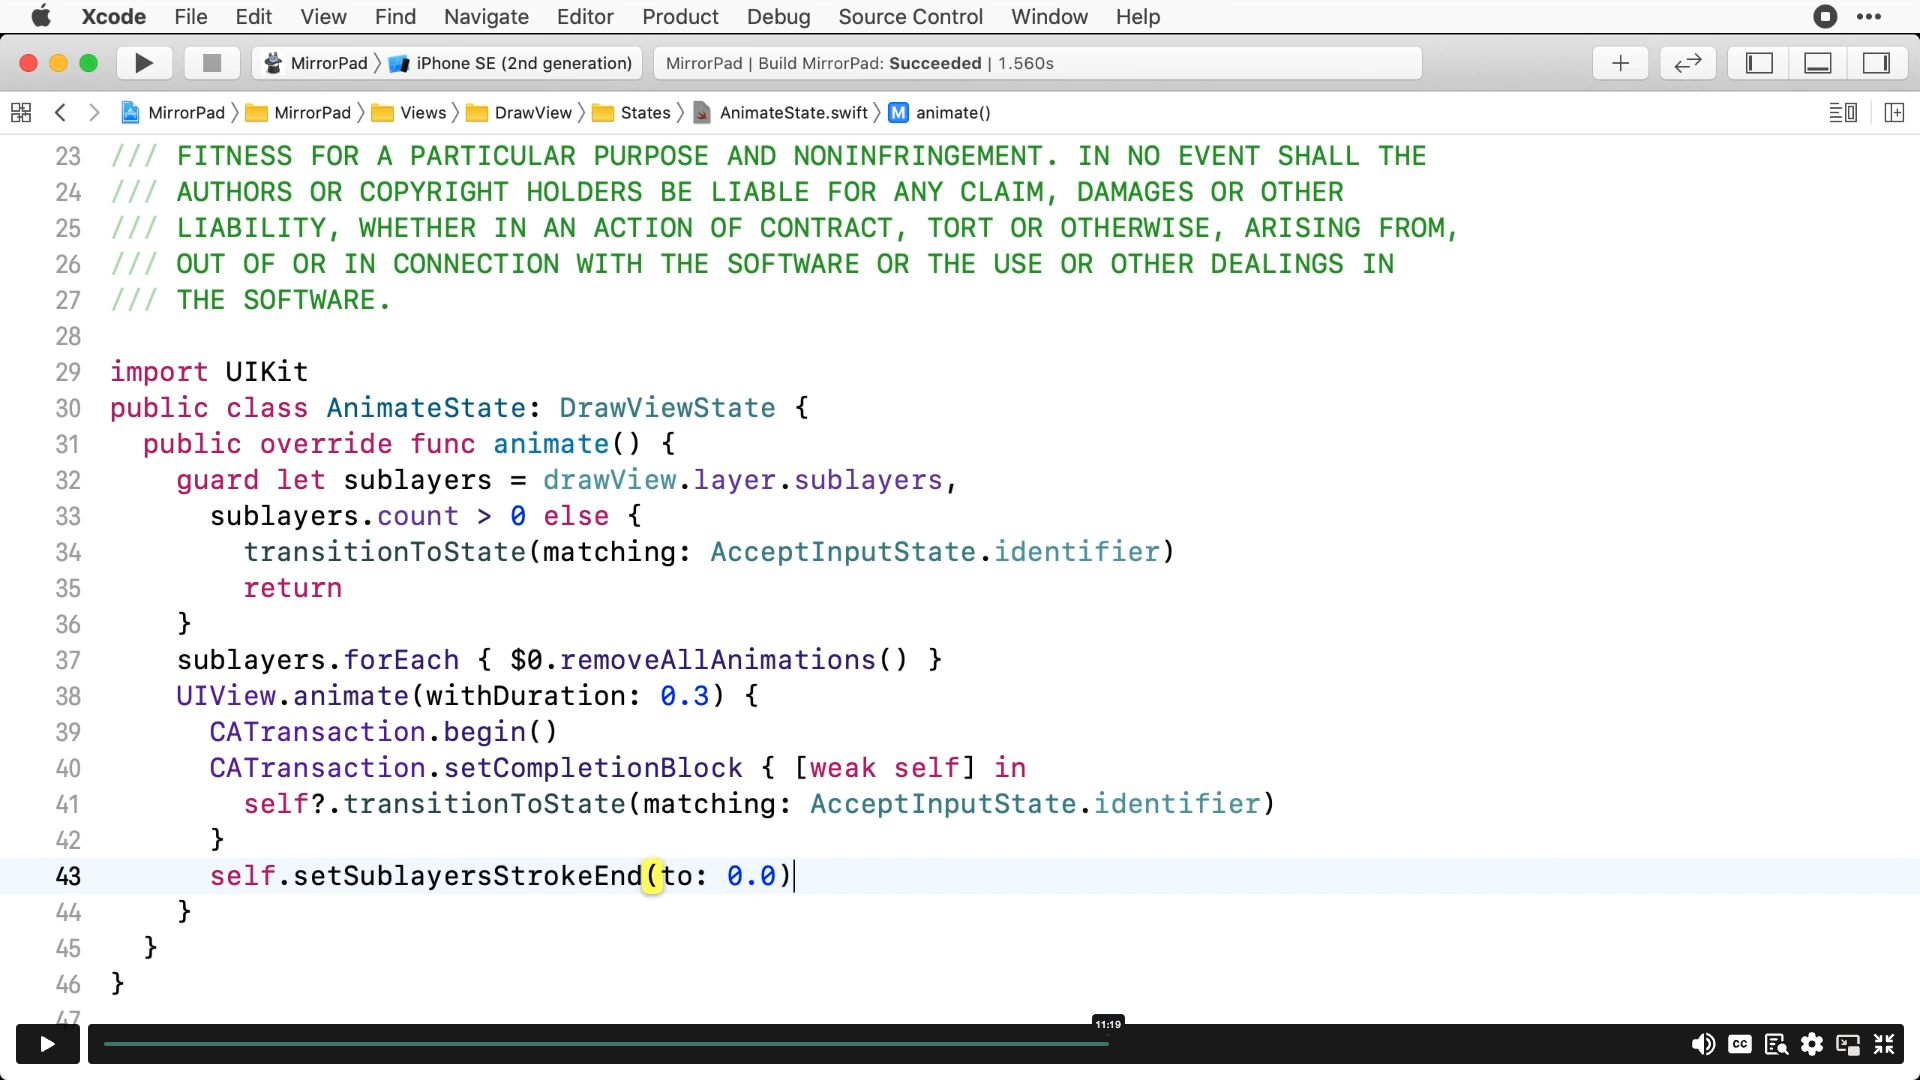 Xcode File Edit View Find Navigate Editor Product Debug Source Control Window Help
MirrorPad iPhone SE (2nd generation) MirrorPad | Build MirrorPad: Succeeded | 1.560s
MirrorPad MirrorPad Views DrawView States AnimateState.swift M animate()
23 /// FITNESS FOR A PARTICULAR PURPOSE AND NONINFRINGEMENT. IN NO EVENT SHALL THE
24 /// AUTHORS OR COPYRIGHT HOLDERS BE LIABLE FOR ANY CLAIM, DAMAGES OR OTHER
25 /// LIABILITY, WHETHER IN AN ACTION OF CONTRACT, TORT OR OTHERWISE, ARISING FROM,
26 /// OUT OF OR IN CONNECTION WITH THE SOFTWARE OR THE USE OR OTHER DEALINGS IN
27 /// THE SOFTWARE.
28
29 import UIKit
30 public class AnimateState: DrawViewState {
31 public override func animate() {
32 guard let sublayers = drawView.layer.sublayers,
33 sublayers.count > 0 else {
34 transitionToState(matching: AcceptInputState.identifier)
35 return
36 }
37 sublayers.forEach { $0.removeAllAnimations() }
38 UIView.animate(withDuration: 0.3) {
39 CATransaction.begin()
40 CATransaction.setCompletionBlock { [weak self] in
41 self?.transitionToState(matching: AcceptInputState.identifier)
42 }
43 self.setSublayersStrokeEnd(to: 0.0)
44 }
45 }
46 }
47
11:19
CC